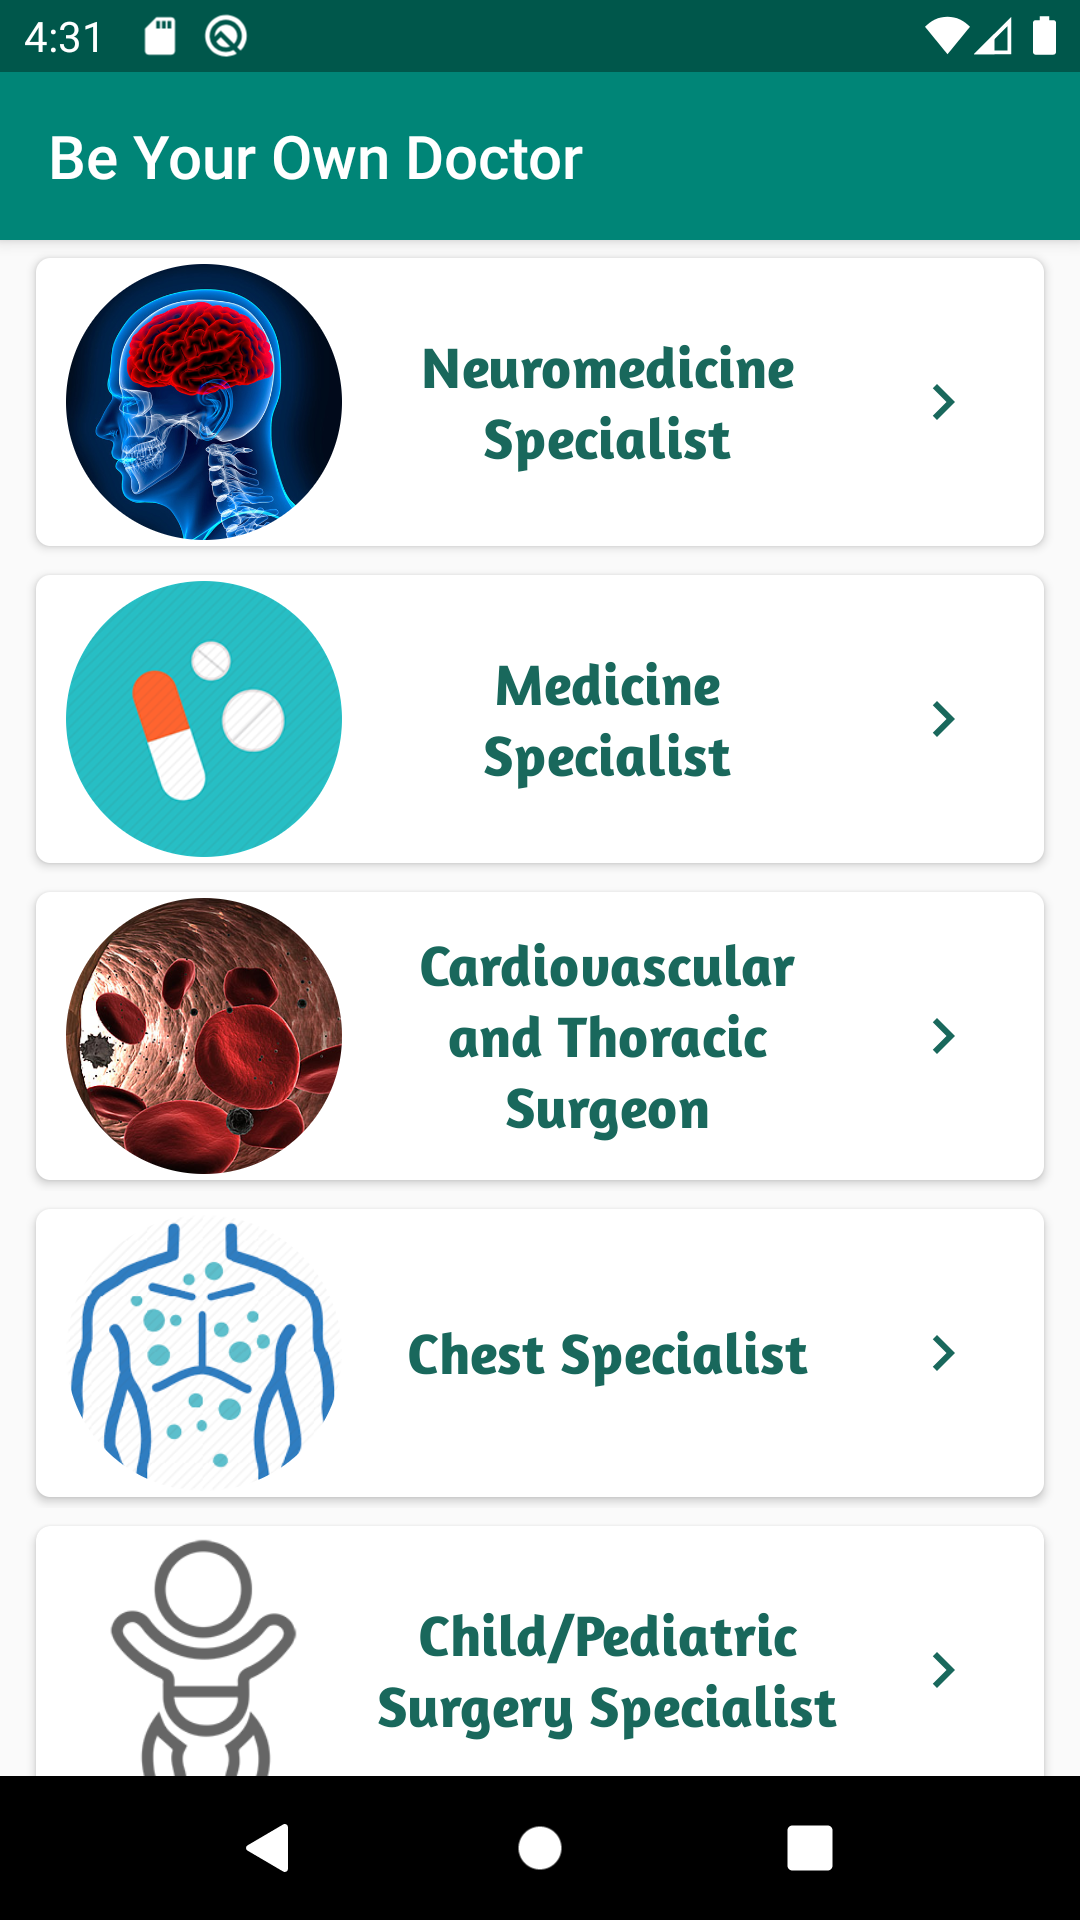 4:31
Be Your Own Doctor
Neuromedicine
Specialist
Medicine
Specialist
Cardiovascular
and Thoracic
Surgeon
Chest Specialist
Child/Pediatric
Surgery Specialist